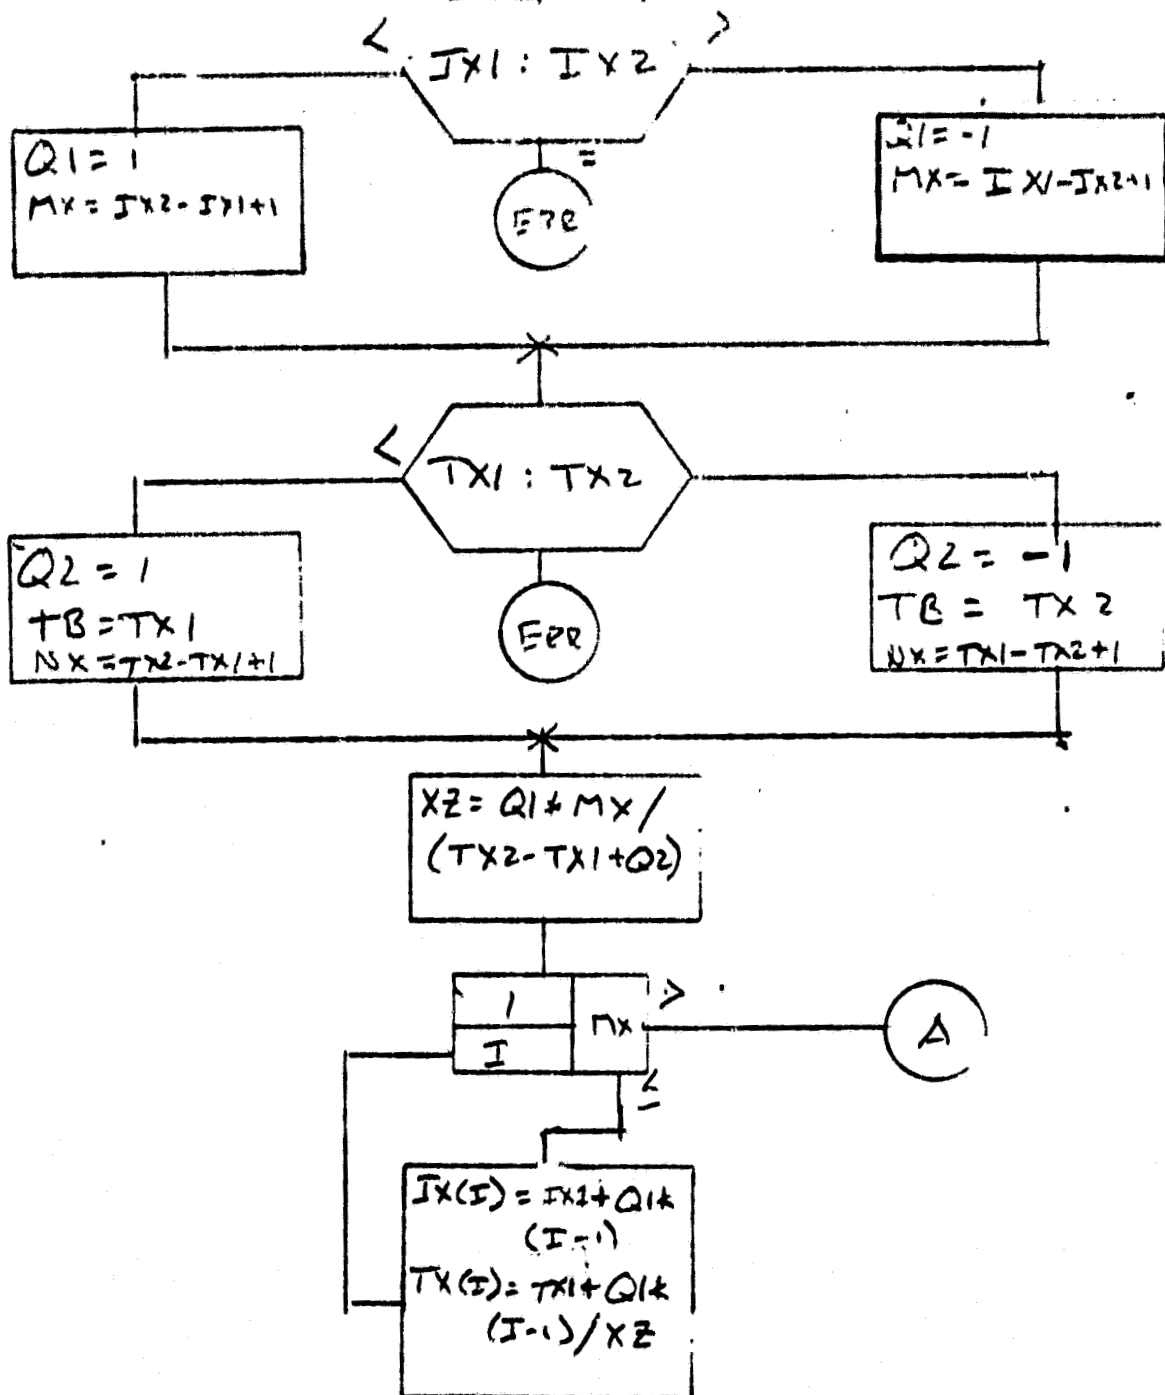 < IX1 : IX2 >
Q1 = 1
MX = IX2 - IX1 + 1
=
ERR
Q1 = -1
MX = IX1 - IX2 + 1
< TX1 : TX2
Q2 = 1
TB = TX1
NX = TX2 - TX1 + 1
ERR
Q2 = -1
TB = TX2
NX = TX1 - TX2 + 1
XZ = Q1 * MX /
(TX2 - TX1 + Q2)
1
I
MX
>
A
≤
IX(I) = IX1 + Q1 *
(I-1)
TX(I) = TX1 + Q1 *
(I-1) / XZ